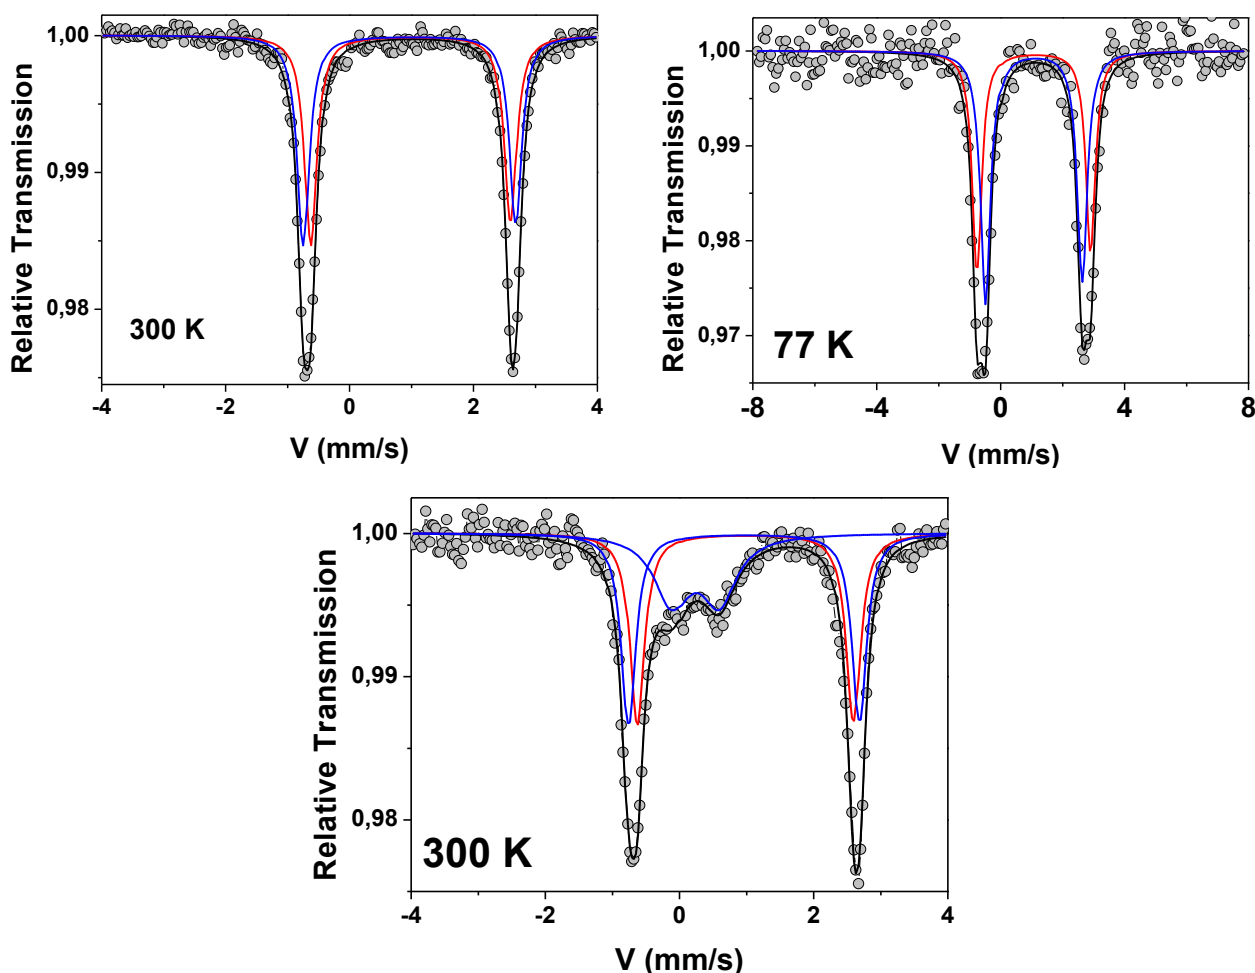 Relative Transmission
1,00
0,99
0,98
300 K
-4
-2
0
2
4
V (mm/s)
Relative Transmission
1,00
0,99
0,98
0,97
77 K
-8
-4
0
4
8
V (mm/s)
Relative Transmission
1,00
0,99
0,98
300 K
-4
-2
0
2
4
V (mm/s)